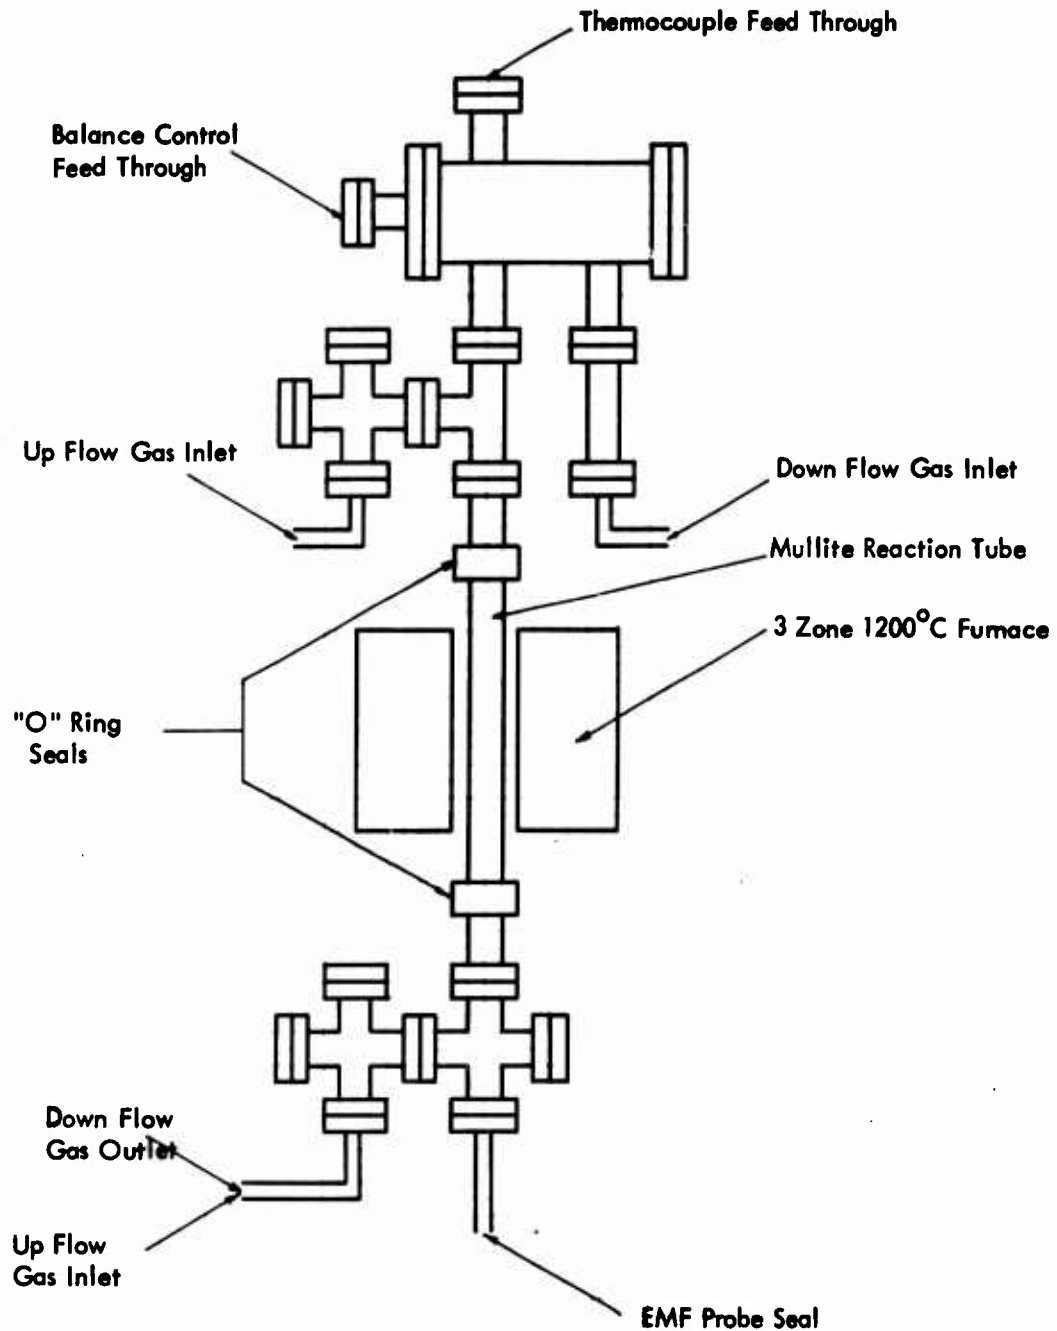 Thermocouple Feed Through
Balance Control
Feed Through
Up Flow Gas Inlet
Down Flow Gas Inlet
Mullite Reaction Tube
3 Zone 1200°C Furnace
"O" Ring
Seals
Down Flow
Gas Outlet
Up Flow
Gas Inlet
EMF Probe Seal